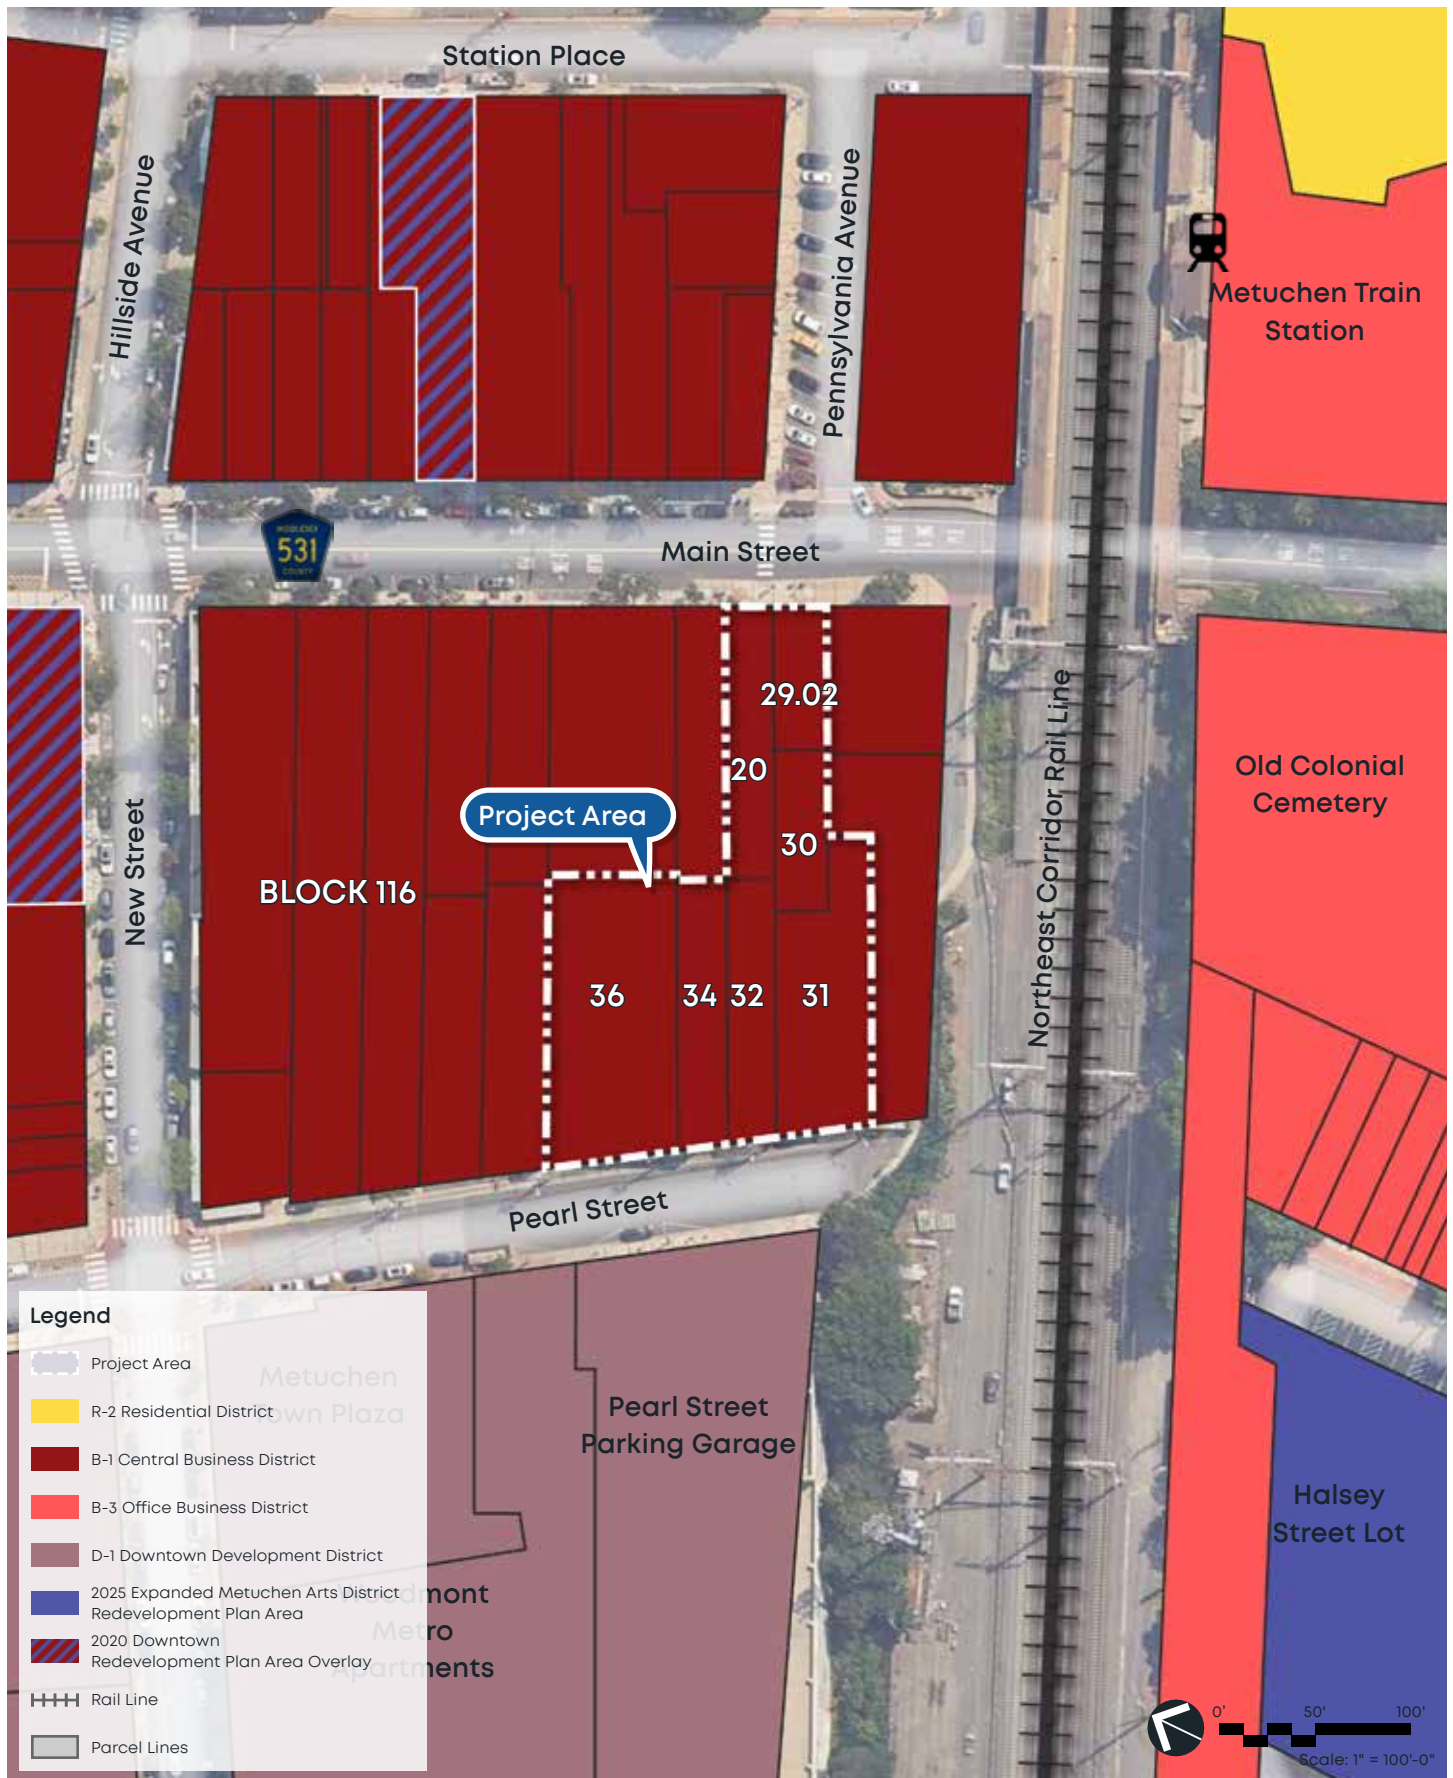 Station Place
Hillside Avenue
Pennsylvania Avenue
Metuchen Train
Station
MIDDLESEX
531
COUNTY
Main Street
29.02
20
Project Area
30
BLOCK 116
New Street
Northeast Corridor Rail Line
Old Colonial
Cemetery
36
34
32
31
Pearl Street
Legend
Project Area
R-2 Residential District
B-1 Central Business District
B-3 Office Business District
D-1 Downtown Development District
2025 Expanded Metuchen Arts District
Redevelopment Plan Area
2020 Downtown
Redevelopment Plan Area Overlay
Rail Line
Parcel Lines
Metuchen
Town Plaza
Pearl Street
Parking Garage
Woodmont
Metro
Apartments
Halsey
Street Lot
0'
50'
100'
Scale: 1" = 100'-0"